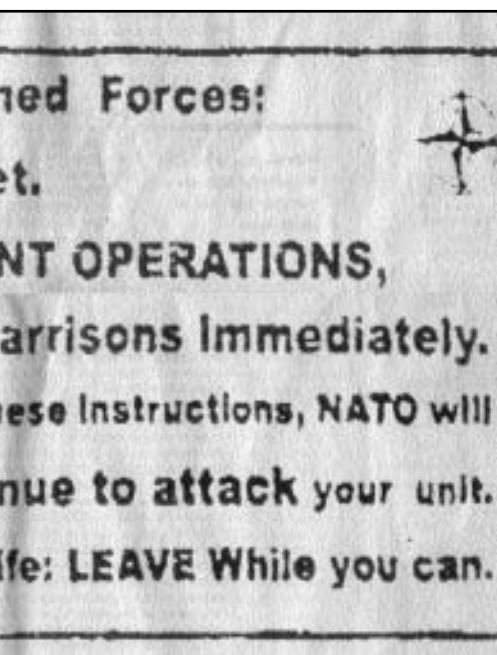 ned Forces:
et.
NT OPERATIONS,
arrisons Immediately.
nese Instructions, NATO will
nue to attack your unit.
ife: LEAVE While you can.